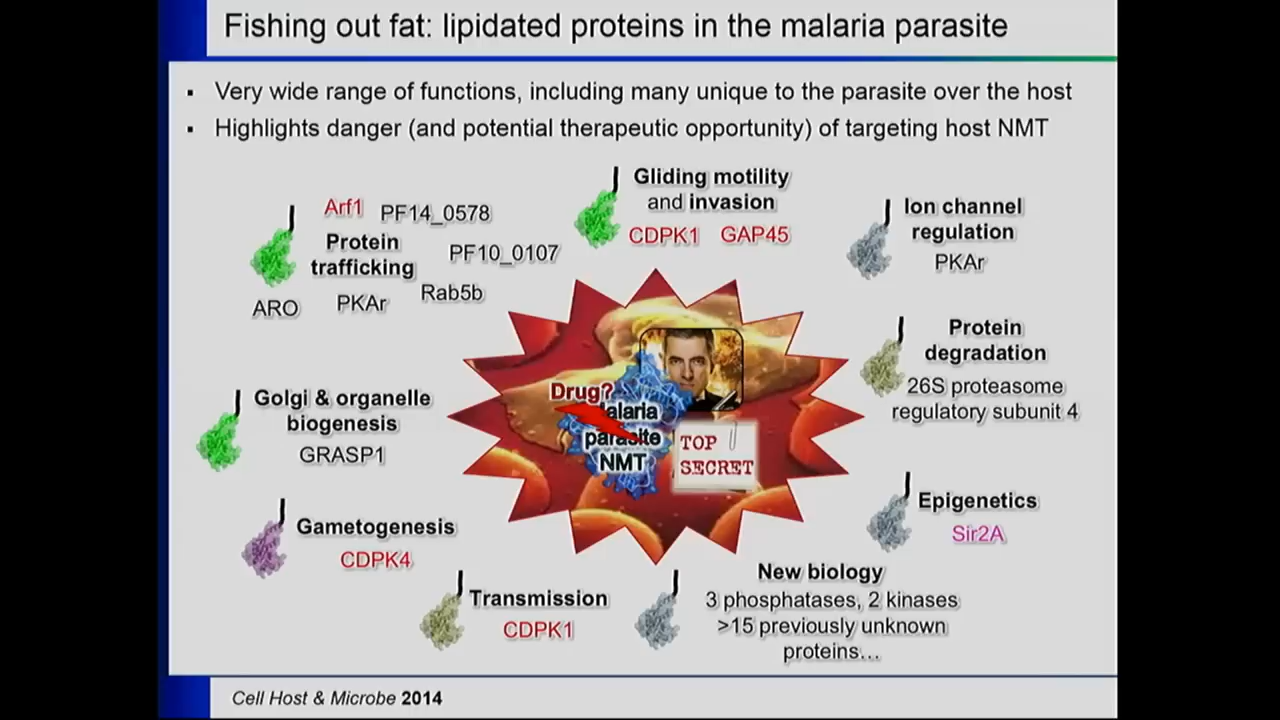 Fishing out fat: lipidated proteins in the malaria parasite
▪ Very wide range of functions, including many unique to the parasite over the host
▪ Highlights danger (and potential therapeutic opportunity) of targeting host NMT
Gliding motility
and invasion
CDPK1 GAP45
Arf1 PF14_0578
Protein
trafficking
PF10_0107
ARO PKAr Rab5b
Ion channel
regulation
PKAr
Protein
degradation
26S proteasome
regulatory subunit 4
Golgi & organelle
biogenesis
GRASP1
Drug?
alaria
parasite
NMT
TOP
SECRET
Epigenetics
Sir2A
Gametogenesis
CDPK4
Transmission
CDPK1
New biology
3 phosphatases, 2 kinases
>15 previously unknown
proteins…
Cell Host & Microbe 2014